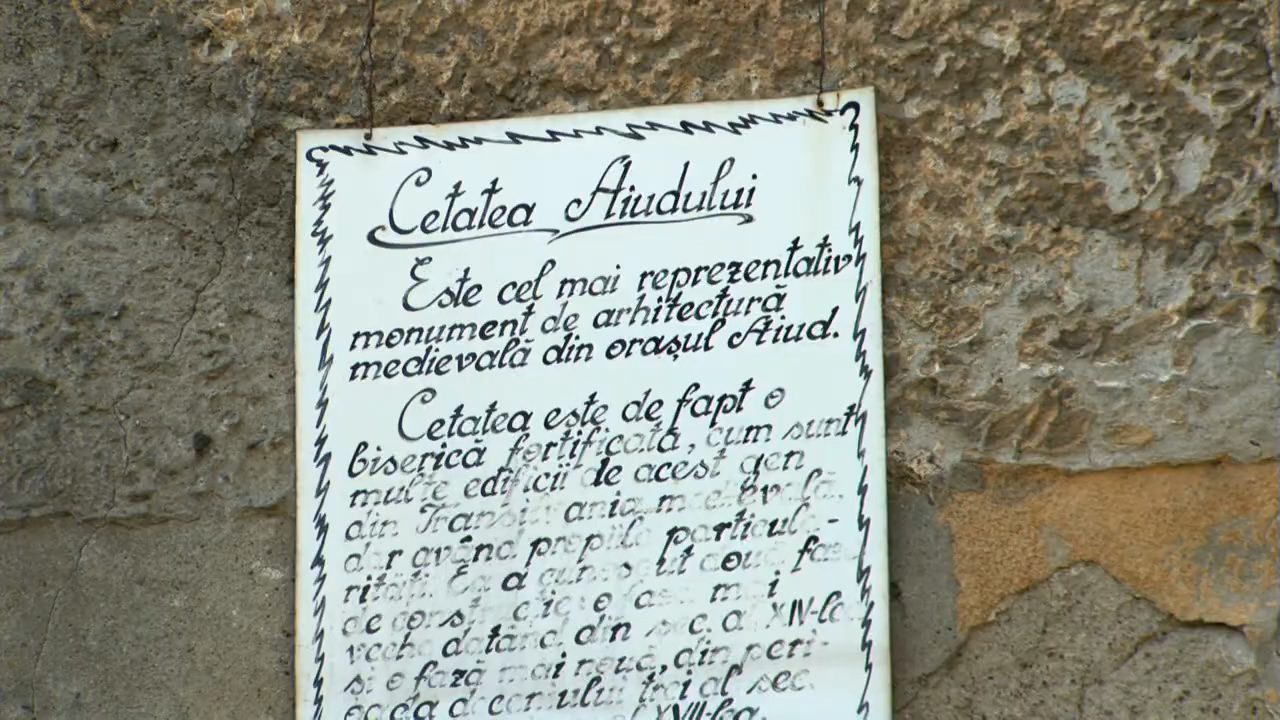 Cetatea Aiudului
Este cel mai reprezentativ
monument de arhitectură
medievală din orașul Aiud.
Cetatea este de fapt o
biserică fortificată, cum sunt
multe edificii de acest gen
din Transilvania medievală,
dar având propiile particula-
rități. Ea a cunoscut două faze
de construcție: o fază mai
veche datând din sec. al XIV-lea
și o fază mai nouă, din peri-
oada deceniului trei al sec.
XVII-lea.